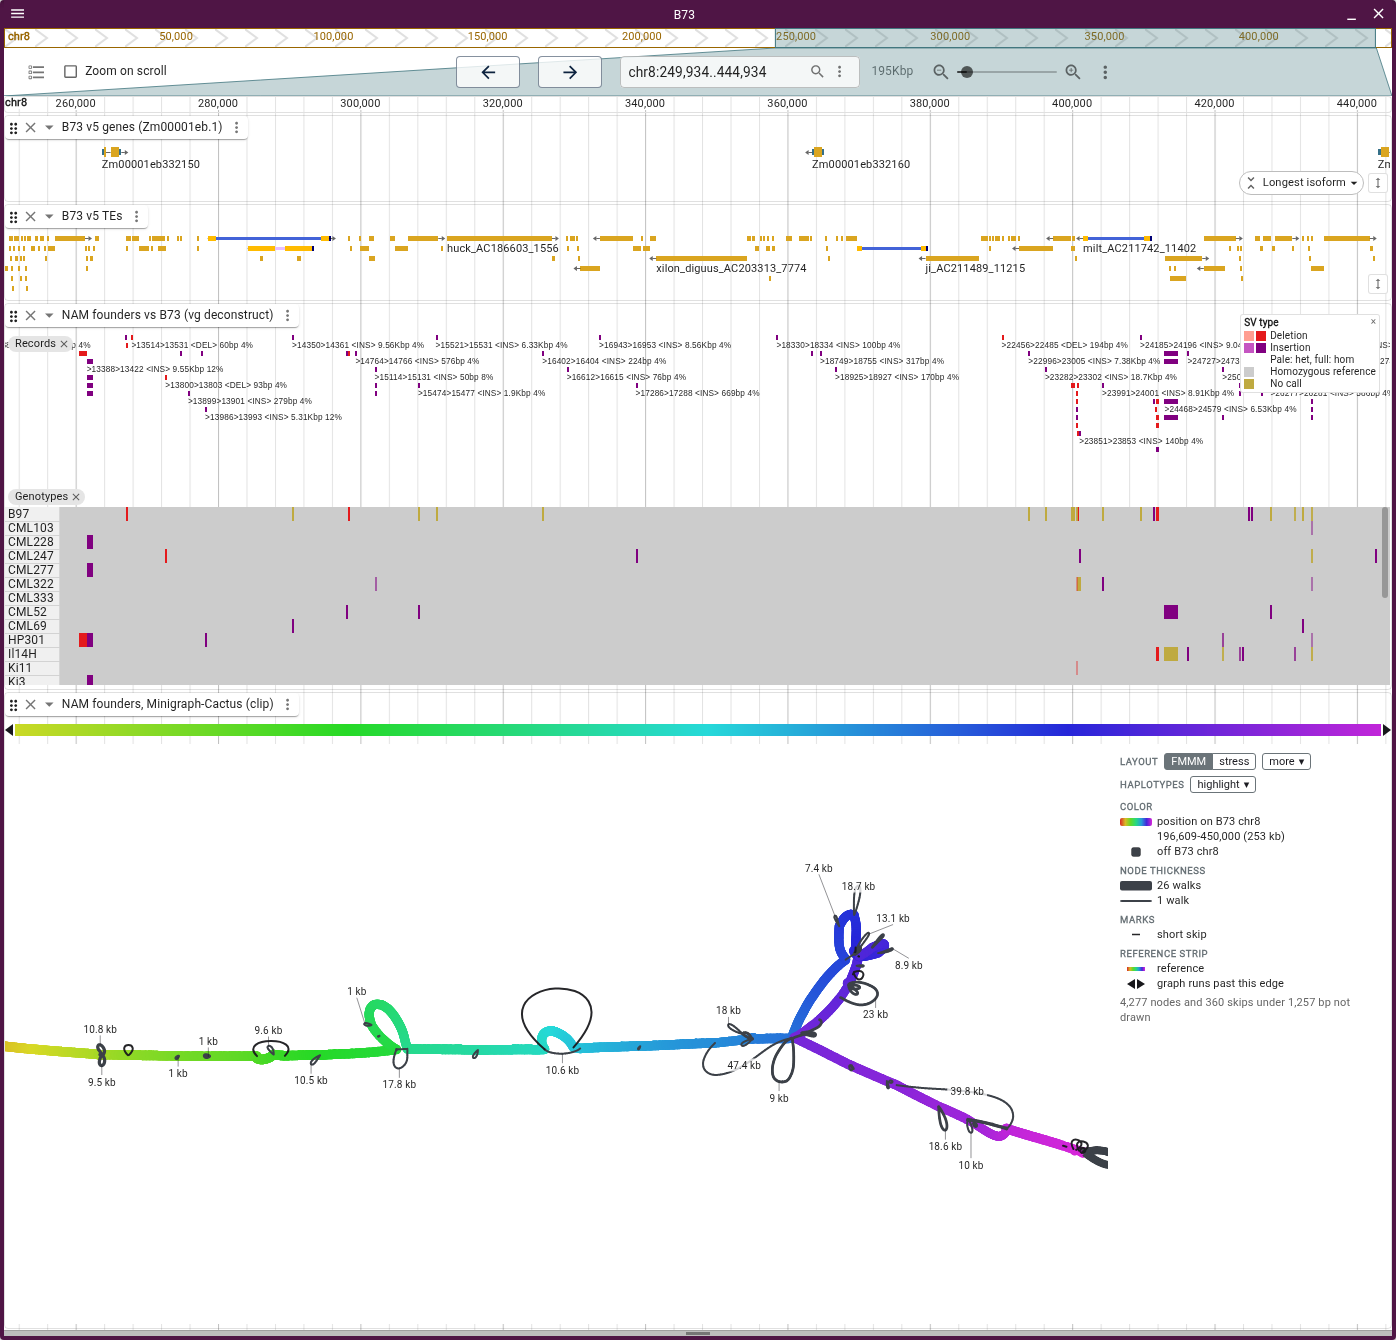 B73
chr8 50,000 100,000 150,000 200,000 250,000 300,000 350,000 400,000
Zoom on scroll chr8:249,934..444,934 195Kbp
chr8 260,000 280,000 300,000 320,000 340,000 360,000 380,000 400,000 420,000 440,000
B73 v5 genes (Zm00001eb.1)
Zm00001eb332150 Zm00001eb332160
Longest isoform
B73 v5 TEs
huck_AC186603_1556 milt_AC211742_11402
xilon_diguus_AC203313_7774 ji_AC211489_11215
NAM founders vs B73 (vg deconstruct)
SV type
Deletion
Insertion
Pale: het, full: hom
Homozygous reference
No call
Records
>13514>13531 <DEL> 60bp 4% >14350>14361 <INS> 9.56Kbp 4% >15521>15531 <INS> 6.33Kbp 4% >16943>16953 <INS> 8.56Kbp 4% >18330>18334 <INS> 100bp 4% >22456>22485 <DEL> 194bp 4% >24185>24196 <INS> 9.04
>14764>14766 <INS> 576bp 4% >16402>16404 <INS> 224bp 4% >18749>18755 <INS> 317bp 4% >22996>23005 <INS> 7.38Kbp 4% >24727>2473
>13388>13422 <INS> 9.55Kbp 12% >15114>15131 <INS> 50bp 8% >16612>16615 <INS> 76bp 4% >18925>18927 <INS> 170bp 4% >23282>23302 <INS> 18.7Kbp 4%
>13800>13803 <DEL> 93bp 4% >15474>15477 <INS> 1.9Kbp 4% >17286>17288 <INS> 669bp 4% >23991>24001 <INS> 8.91Kbp 4%
>13899>13901 <INS> 279bp 4% >24468>24579 <INS> 6.53Kbp 4%
>13986>13993 <INS> 5.31Kbp 12%
>23851>23853 <INS> 140bp 4%
Genotypes
B97
CML103
CML228
CML247
CML277
CML322
CML333
CML52
CML69
HP301
Il14H
Ki11
Ki3
NAM founders, Minigraph-Cactus (clip)
LAYOUT FMMM stress more ▾
HAPLOTYPES highlight ▾
COLOR
position on B73 chr8
196,609-450,000 (253 kb)
off B73 chr8
NODE THICKNESS
26 walks
1 walk
MARKS
short skip
REFERENCE STRIP
reference
graph runs past this edge
4,277 nodes and 360 skips under 1,257 bp not
drawn
7.4 kb
18.7 kb
13.1 kb
8.9 kb
23 kb
1 kb
18 kb
10.8 kb
9.6 kb
1 kb
47.4 kb
10.6 kb
1 kb
9.5 kb
10.5 kb
17.8 kb
9 kb
39.8 kb
18.6 kb
10 kb